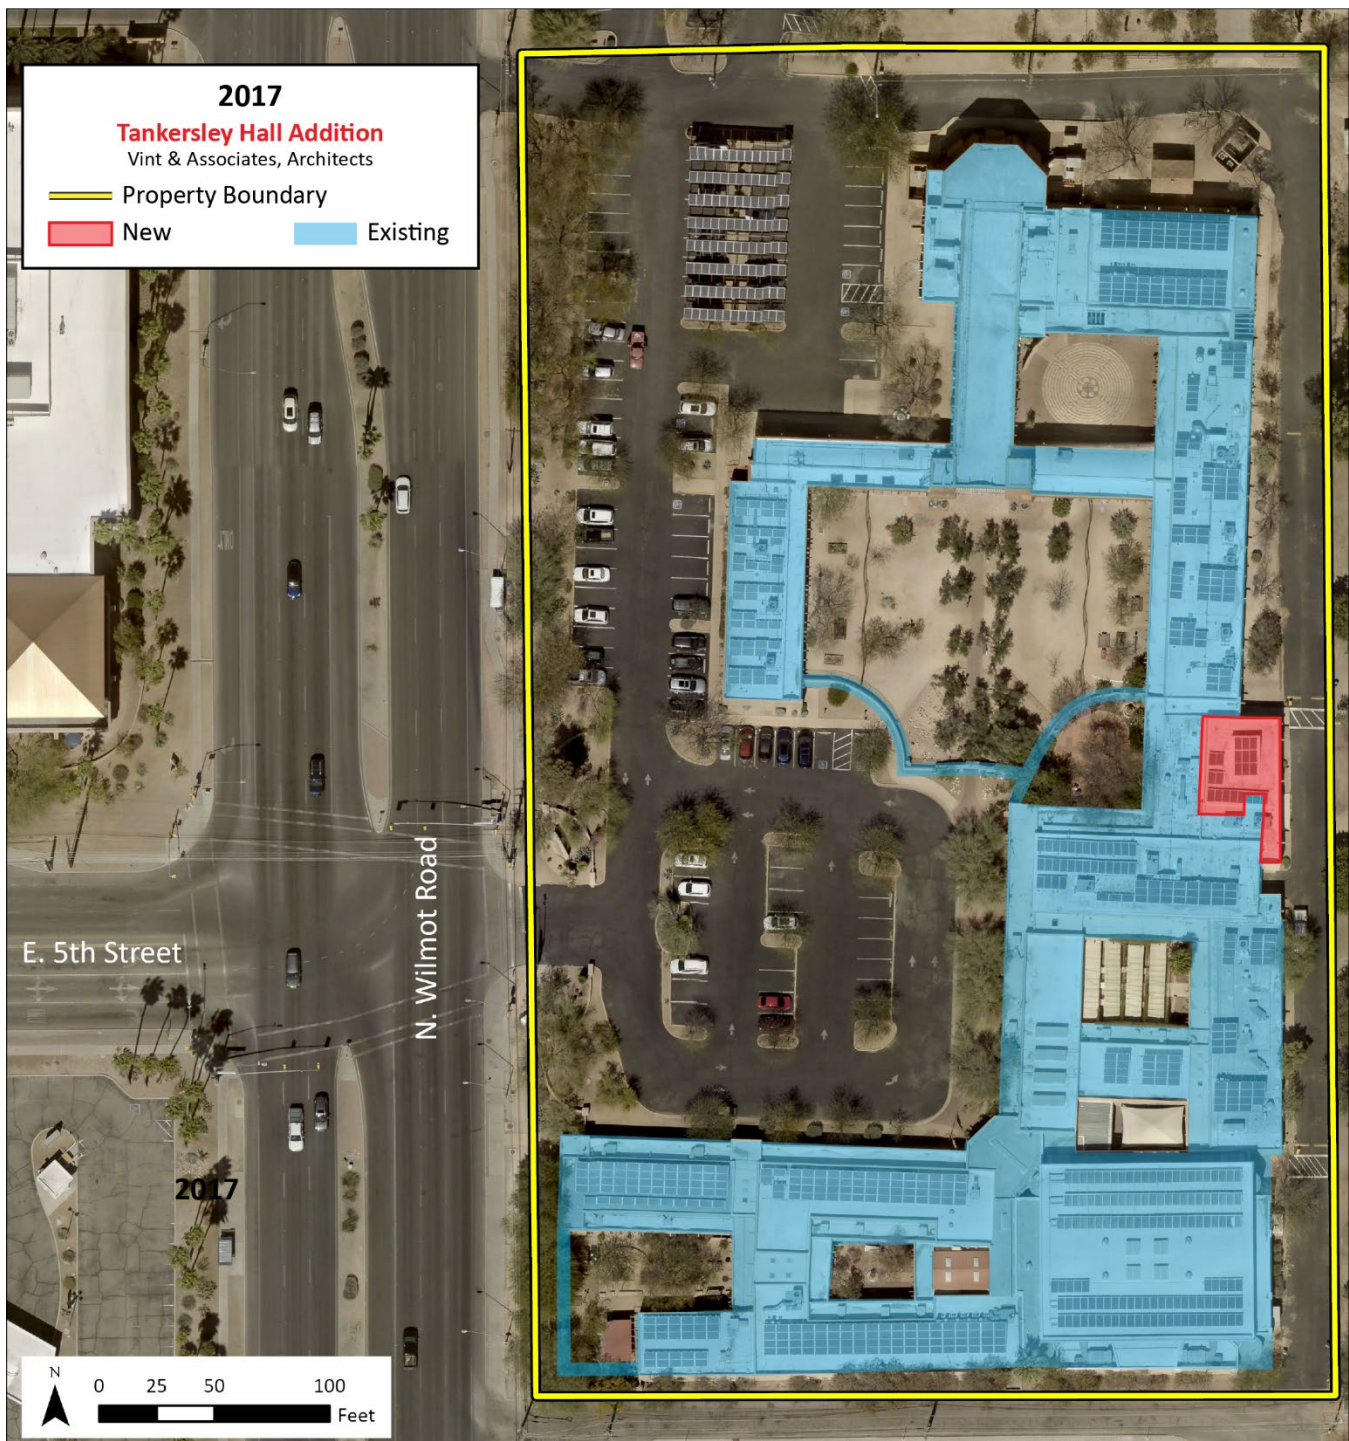 2017
Tankersley Hall Addition
Vint & Associates, Architects
Property Boundary
New
Existing
E. 5th Street
N. Wilmot Road
2017
N
0 25 50 100
Feet